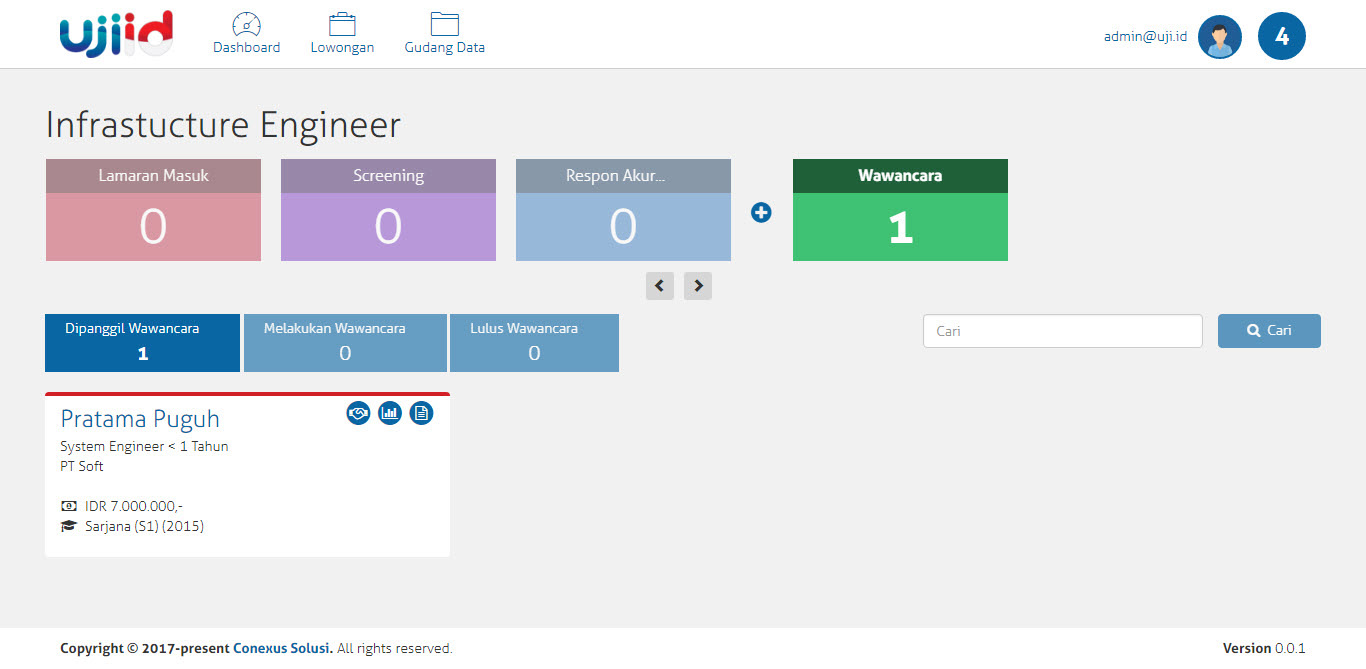 ujiid
Dashboard
Lowongan
Gudang Data
admin@uji.id
4
Infrastucture Engineer
Lamaran Masuk
0
Screening
0
Respon Akur...
0
Wawancara
1
Dipanggil Wawancara
1
Melakukan Wawancara
0
Lulus Wawancara
0
Cari
Cari
Pratama Puguh
System Engineer < 1 Tahun
PT Soft
IDR 7.000.000,-
Sarjana (S1) (2015)
Copyright © 2017-present Conexus Solusi. All rights reserved.
Version 0.0.1